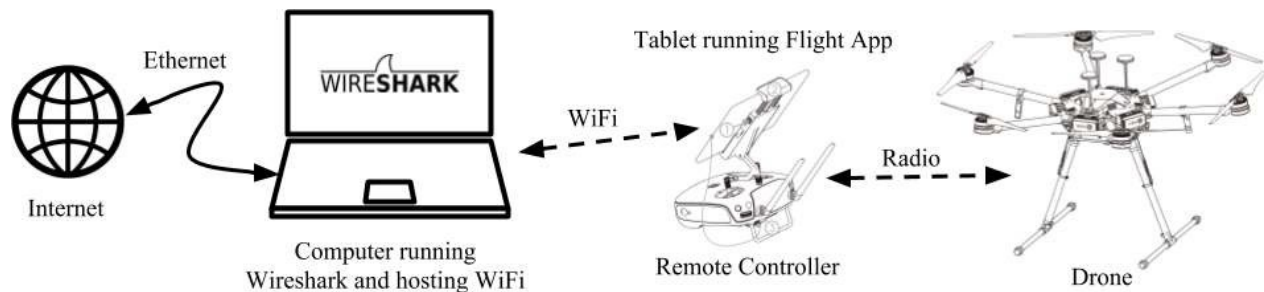 Ethernet
Internet
WIRESHARK
Computer running
Wireshark and hosting WiFi
WiFi
Tablet running Flight App
Remote Controller
Radio
Drone